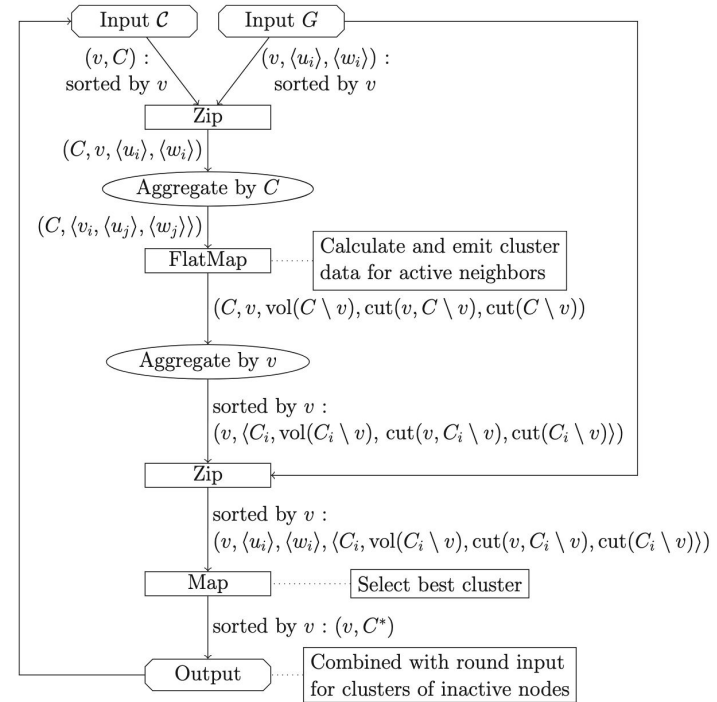 Input 𝒞
Input G
(v, C) :
sorted by v
(v, ⟨u_i⟩, ⟨w_i⟩) :
sorted by v
Zip
(C, v, ⟨u_i⟩, ⟨w_i⟩)
Aggregate by C
(C, ⟨v_i, ⟨u_j⟩, ⟨w_j⟩⟩)
FlatMap
Calculate and emit cluster
data for active neighbors
(C, v, vol(C \ v), cut(v, C \ v), cut(C \ v))
Aggregate by v
sorted by v :
(v, ⟨C_i, vol(C_i \ v), cut(v, C_i \ v), cut(C_i \ v)⟩)
Zip
sorted by v :
(v, ⟨u_i⟩, ⟨w_i⟩, ⟨C_i, vol(C_i \ v), cut(v, C_i \ v), cut(C_i \ v)⟩)
Map
Select best cluster
sorted by v : (v, C*)
Output
Combined with round input
for clusters of inactive nodes